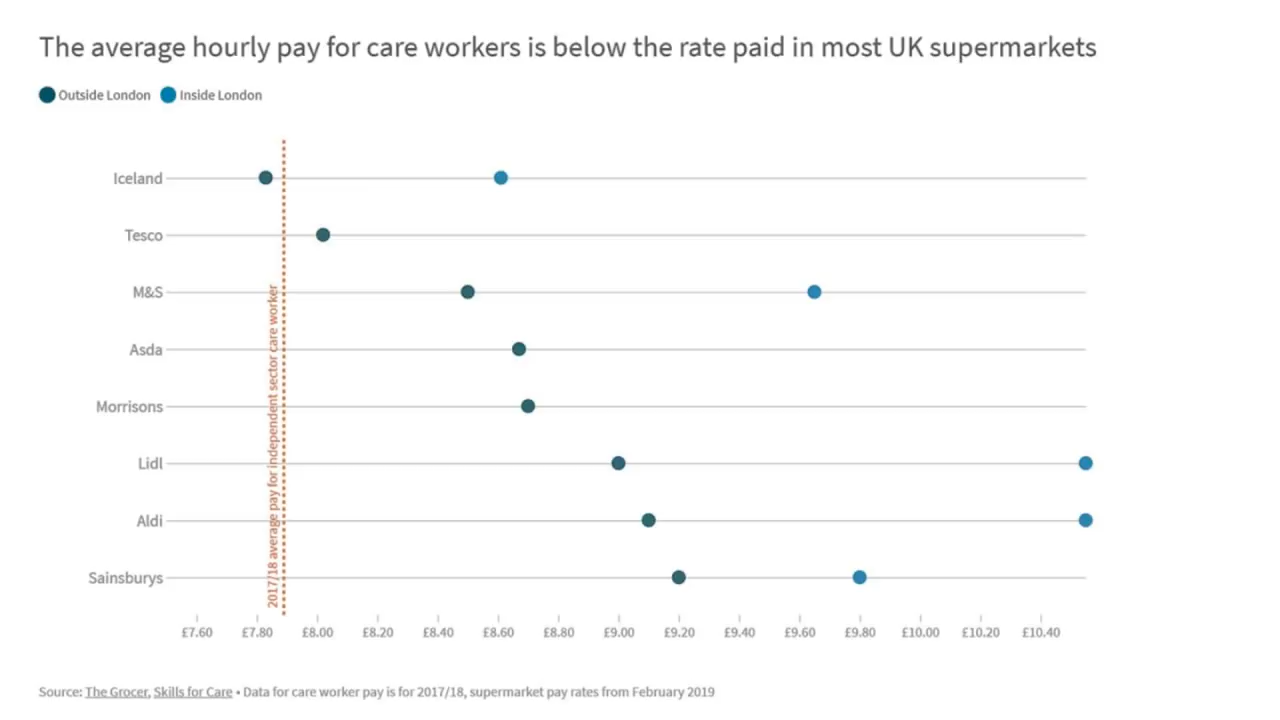 The average hourly pay for care workers is below the rate paid in most UK supermarkets
Outside London Inside London
Iceland
Tesco
M&S
Asda
Morrisons
Lidl
Aldi
Sainsburys
2017/18 average pay for independent sector care worker
£7.60 £7.80 £8.00 £8.20 £8.40 £8.60 £8.80 £9.00 £9.20 £9.40 £9.60 £9.80 £10.00 £10.20 £10.40
Source: The Grocer, Skills for Care • Data for care worker pay is for 2017/18, supermarket pay rates from February 2019